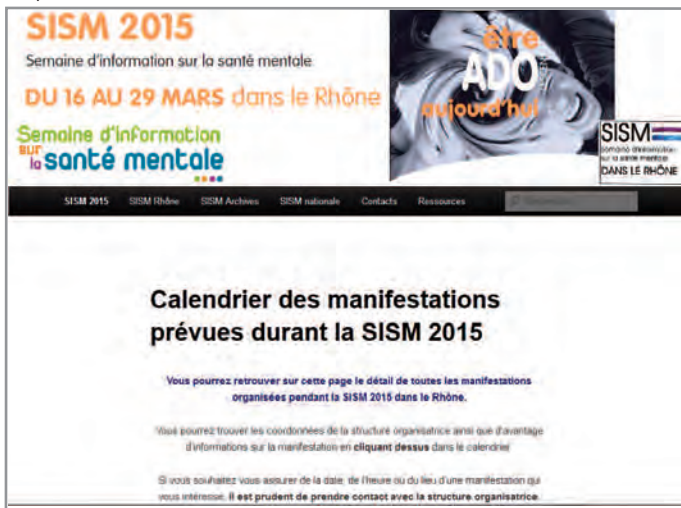 SISM 2015
Semaine d'information sur la santé mentale
DU 16 AU 29 MARS dans le Rhône
Semaine d'information
sur
la santé mentale
être
ADO
aujourd'hui
SISM
semaine d'information
sur la santé mentale
DANS LE RHÔNE
SISM 2015 SISM Rhône SISM Archives SISM nationale Contacts Ressources
Calendrier des manifestations
prévues durant la SISM 2015
Vous pourrez retrouver sur cette page le détail de toutes les manifestations
organisées pendant la SISM 2015 dans le Rhône.
Vous pourrez trouver les coordonnées de la structure organisatrice ainsi que d'avantage
d'informations sur la manifestation en cliquant dessus dans le calendrier
Si vous souhaitez vous assurer de la date, de l'heure ou du lieu d'une manifestation qui
vous intéresse, il est prudent de prendre contact avec la structure organisatrice.